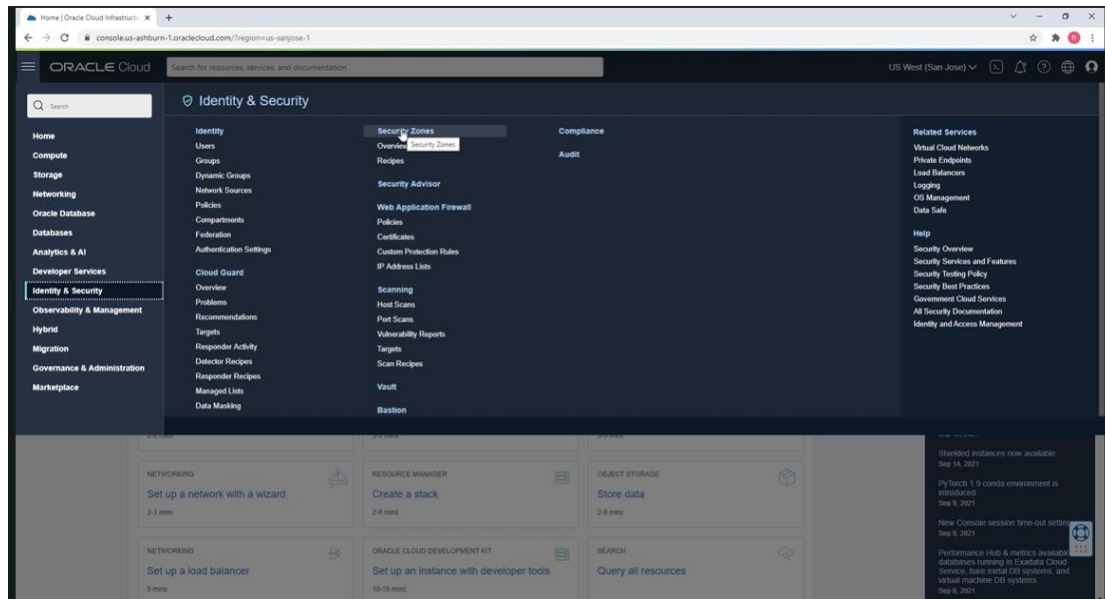 Home | Oracle Cloud Infrastructu
console.us-ashburn-1.oraclecloud.com/?region=us-sanjose-1
ORACLE Cloud
Search for resources, services, and documentation
US West (San Jose)
Search
Home
Compute
Storage
Networking
Oracle Database
Databases
Analytics & AI
Developer Services
Identity & Security
Observability & Management
Hybrid
Migration
Governance & Administration
Marketplace
Identity & Security
Identity
Users
Groups
Dynamic Groups
Network Sources
Policies
Compartments
Federation
Authentication Settings
Cloud Guard
Overview
Problems
Recommendations
Targets
Responder Activity
Detector Recipes
Responder Recipes
Managed Lists
Data Masking
Security Zones
Overview
Security Zones
Recipes
Security Advisor
Web Application Firewall
Policies
Certificates
Custom Protection Rules
IP Address Lists
Scanning
Host Scans
Port Scans
Vulnerability Reports
Targets
Scan Recipes
Vault
Bastion
Compliance
Audit
Related Services
Virtual Cloud Networks
Private Endpoints
Load Balancers
Logging
OS Management
Data Safe
Help
Security Overview
Security Services and Features
Security Testing Policy
Security Best Practices
Government Cloud Services
All Security Documentation
Identity and Access Management
NETWORKING
Set up a network with a wizard
2-3 mins
RESOURCE MANAGER
Create a stack
2-6 mins
OBJECT STORAGE
Store data
2-6 mins
NETWORKING
Set up a load balancer
5 mins
ORACLE CLOUD DEVELOPMENT KIT
Set up an instance with developer tools
10-15 mins
SEARCH
Query all resources
Shielded instances now available
Sep 14, 2021
PyTorch 1.9 conda environment is
introduced.
Sep 9, 2021
New Console session time-out setting
Sep 9, 2021
Performance Hub & metrics available
databases running in Exadata Cloud
Service, bare metal DB systems, and
virtual machine DB systems
Sep 8, 2021